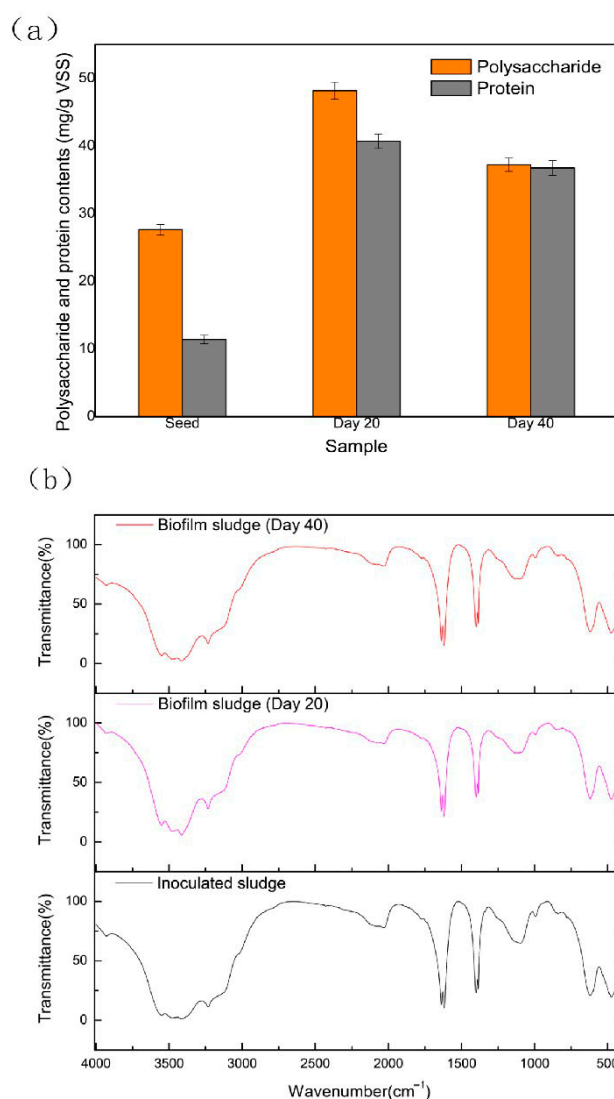 (a)
Polysaccharide and protein contents (mg/g VSS)
50
40
30
20
10
0
Polysaccharide
Protein
Seed
Day 20
Day 40
Sample
(b)
Biofilm sludge (Day 40)
Transmittance(%)
100
50
0
Biofilm sludge (Day 20)
Transmittance(%)
100
50
0
Inoculated sludge
Transmittance(%)
100
50
0
4000 3500 3000 2500 2000 1500 1000
Wavenumber(cm⁻¹)